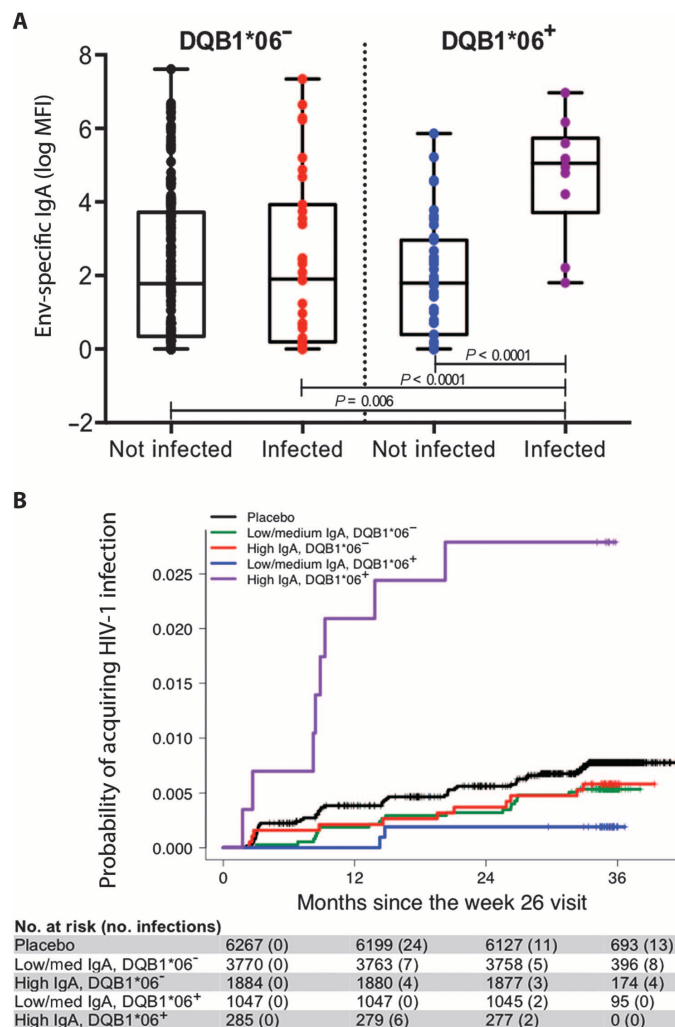 A
DQB1*06⁻ DQB1*06⁺
Env-specific IgA (log MFI)
8
6
4
2
0
−2
P < 0.0001
P < 0.0001
P = 0.006
Not infected Infected Not infected Infected
B
Placebo
Low/medium IgA, DQB1*06⁻
High IgA, DQB1*06⁻
Low/medium IgA, DQB1*06⁺
High IgA, DQB1*06⁺
Probability of acquiring HIV-1 infection
0.025
0.020
0.015
0.010
0.005
0.000
0 12 24 36
Months since the week 26 visit
No. at risk (no. infections)
Placebo 6267 (0) 6199 (24) 6127 (11) 693 (13)
Low/med IgA, DQB1*06⁻ 3770 (0) 3763 (7) 3758 (5) 396 (8)
High IgA, DQB1*06⁻ 1884 (0) 1880 (4) 1877 (3) 174 (4)
Low/med IgA, DQB1*06⁺ 1047 (0) 1047 (0) 1045 (2) 95 (0)
High IgA, DQB1*06⁺ 285 (0) 279 (6) 277 (2) 0 (0)